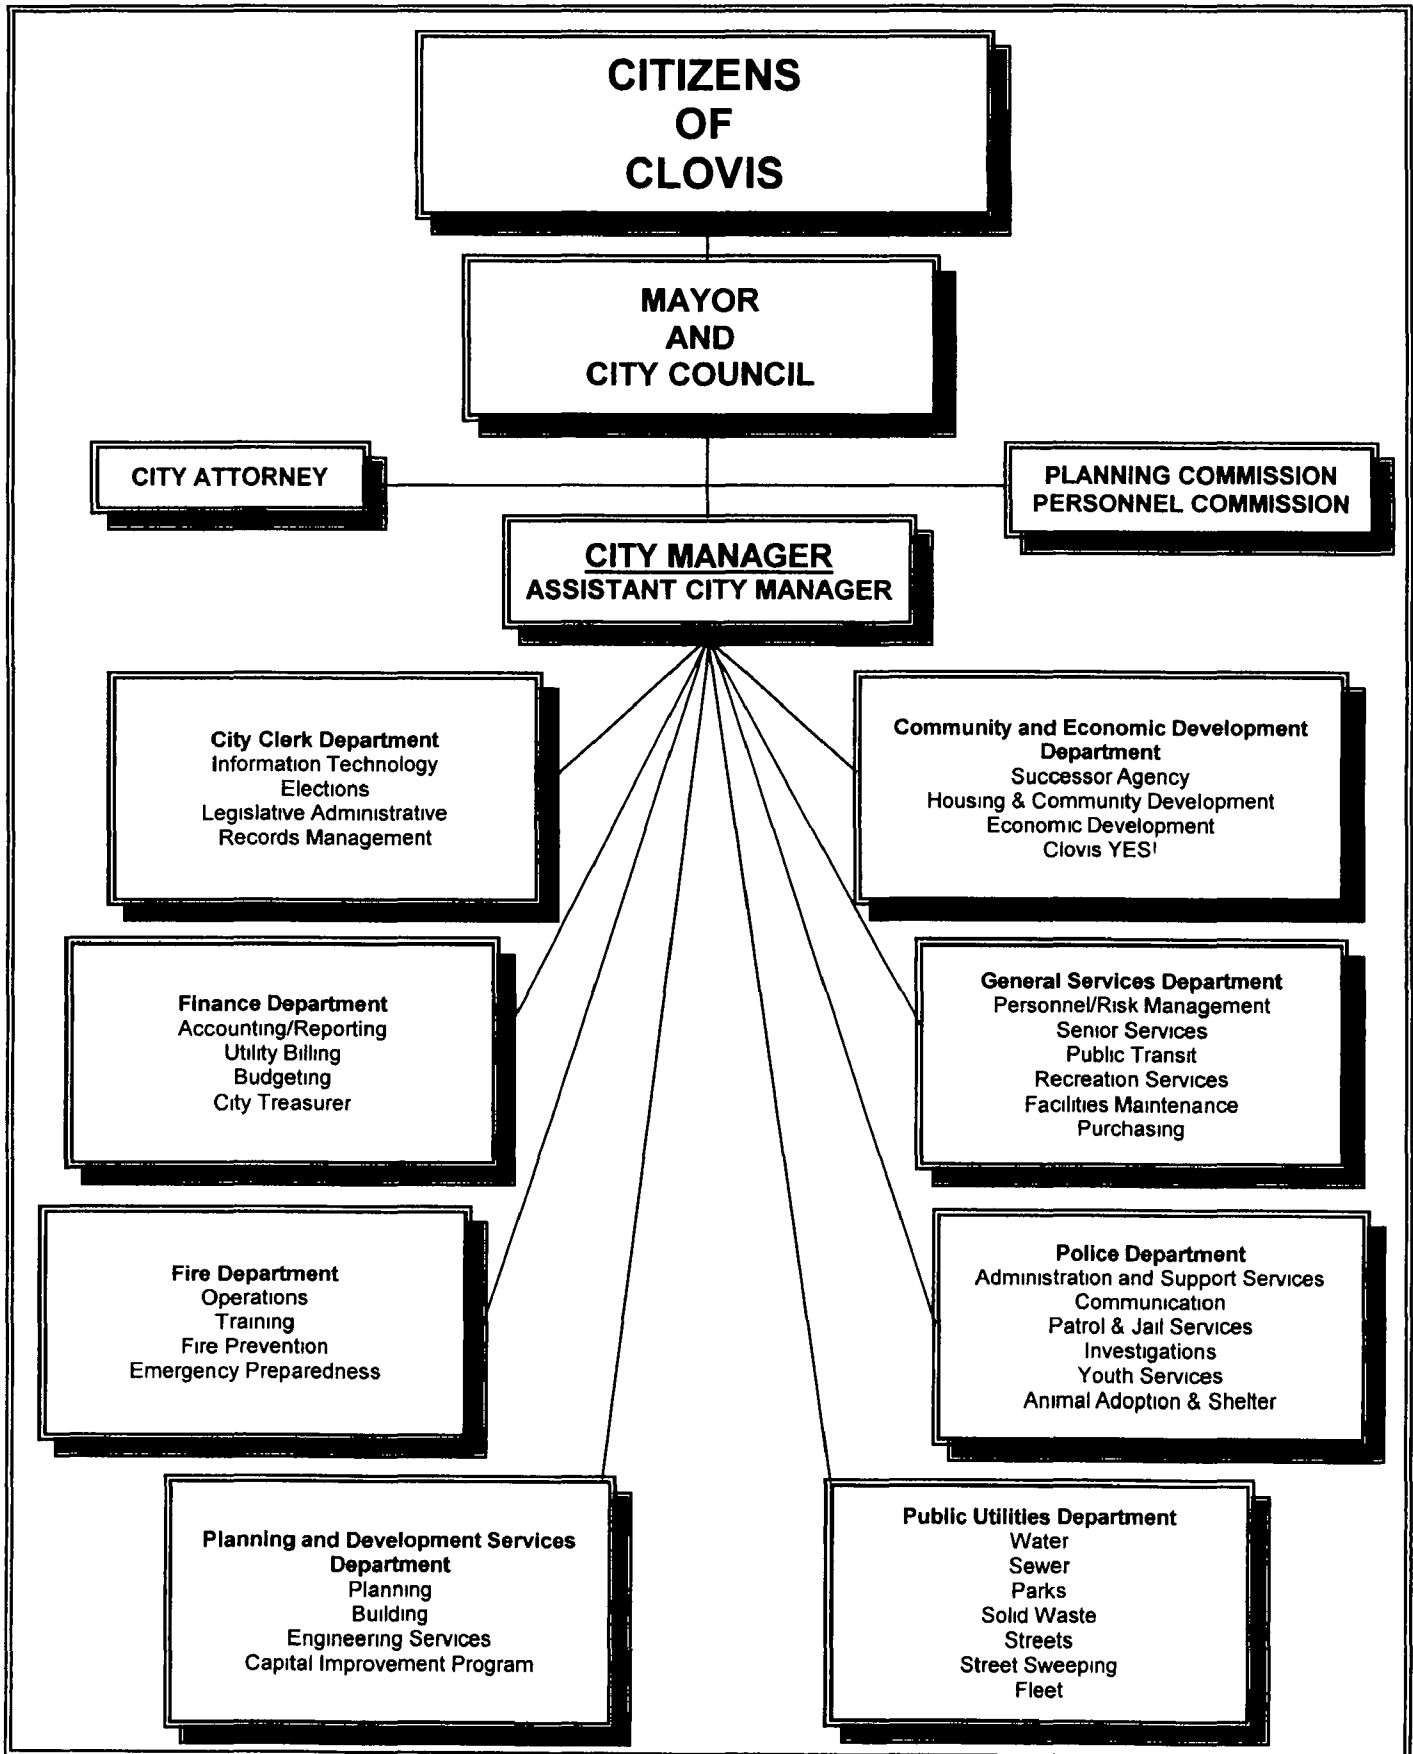 CITIZENS
OF
CLOVIS
MAYOR
AND
CITY COUNCIL
CITY ATTORNEY
PLANNING COMMISSION
PERSONNEL COMMISSION
CITY MANAGER
ASSISTANT CITY MANAGER
City Clerk Department
Information Technology
Elections
Legislative Administrative
Records Management
Community and Economic Development
Department
Successor Agency
Housing & Community Development
Economic Development
Clovis YES!
Finance Department
Accounting/Reporting
Utility Billing
Budgeting
City Treasurer
General Services Department
Personnel/Risk Management
Senior Services
Public Transit
Recreation Services
Facilities Maintenance
Purchasing
Fire Department
Operations
Training
Fire Prevention
Emergency Preparedness
Police Department
Administration and Support Services
Communication
Patrol & Jail Services
Investigations
Youth Services
Animal Adoption & Shelter
Planning and Development Services
Department
Planning
Building
Engineering Services
Capital Improvement Program
Public Utilities Department
Water
Sewer
Parks
Solid Waste
Streets
Street Sweeping
Fleet